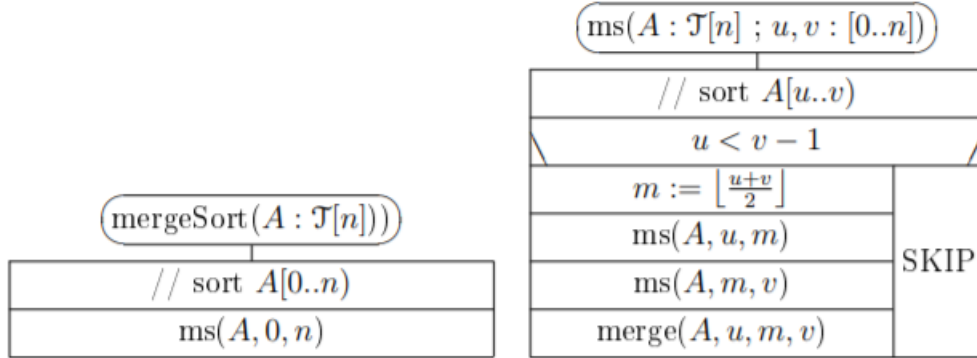 mergeSort(A : 𝒯[n]))
// sort A[0..n)
ms(A, 0, n)
ms(A : 𝒯[n] ; u, v : [0..n])
// sort A[u..v)
u < v − 1
m := ⌊(u+v)/2⌋
ms(A, u, m)
ms(A, m, v)
merge(A, u, m, v)
SKIP